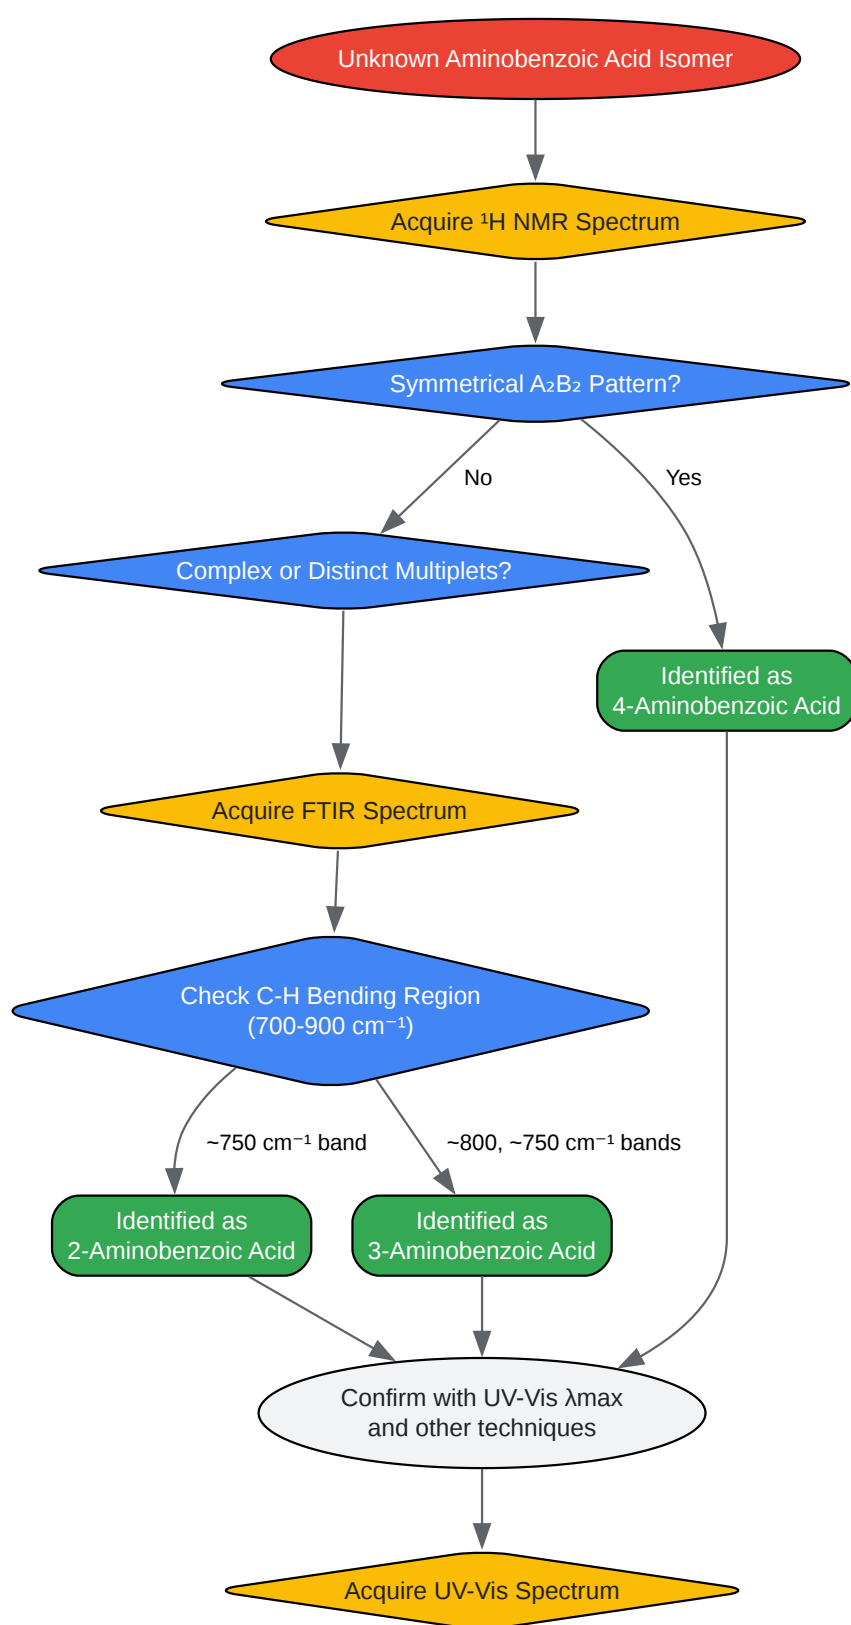 Unknown Aminobenzoic Acid Isomer
Acquire ¹H NMR Spectrum
Symmetrical A₂B₂ Pattern?
No
Yes
Complex or Distinct Multiplets?
Identified as
4-Aminobenzoic Acid
Acquire FTIR Spectrum
Check C-H Bending Region
(700-900 cm⁻¹)
~750 cm⁻¹ band
~800, ~750 cm⁻¹ bands
Identified as
2-Aminobenzoic Acid
Identified as
3-Aminobenzoic Acid
Confirm with UV-Vis λmax
and other techniques
Acquire UV-Vis Spectrum